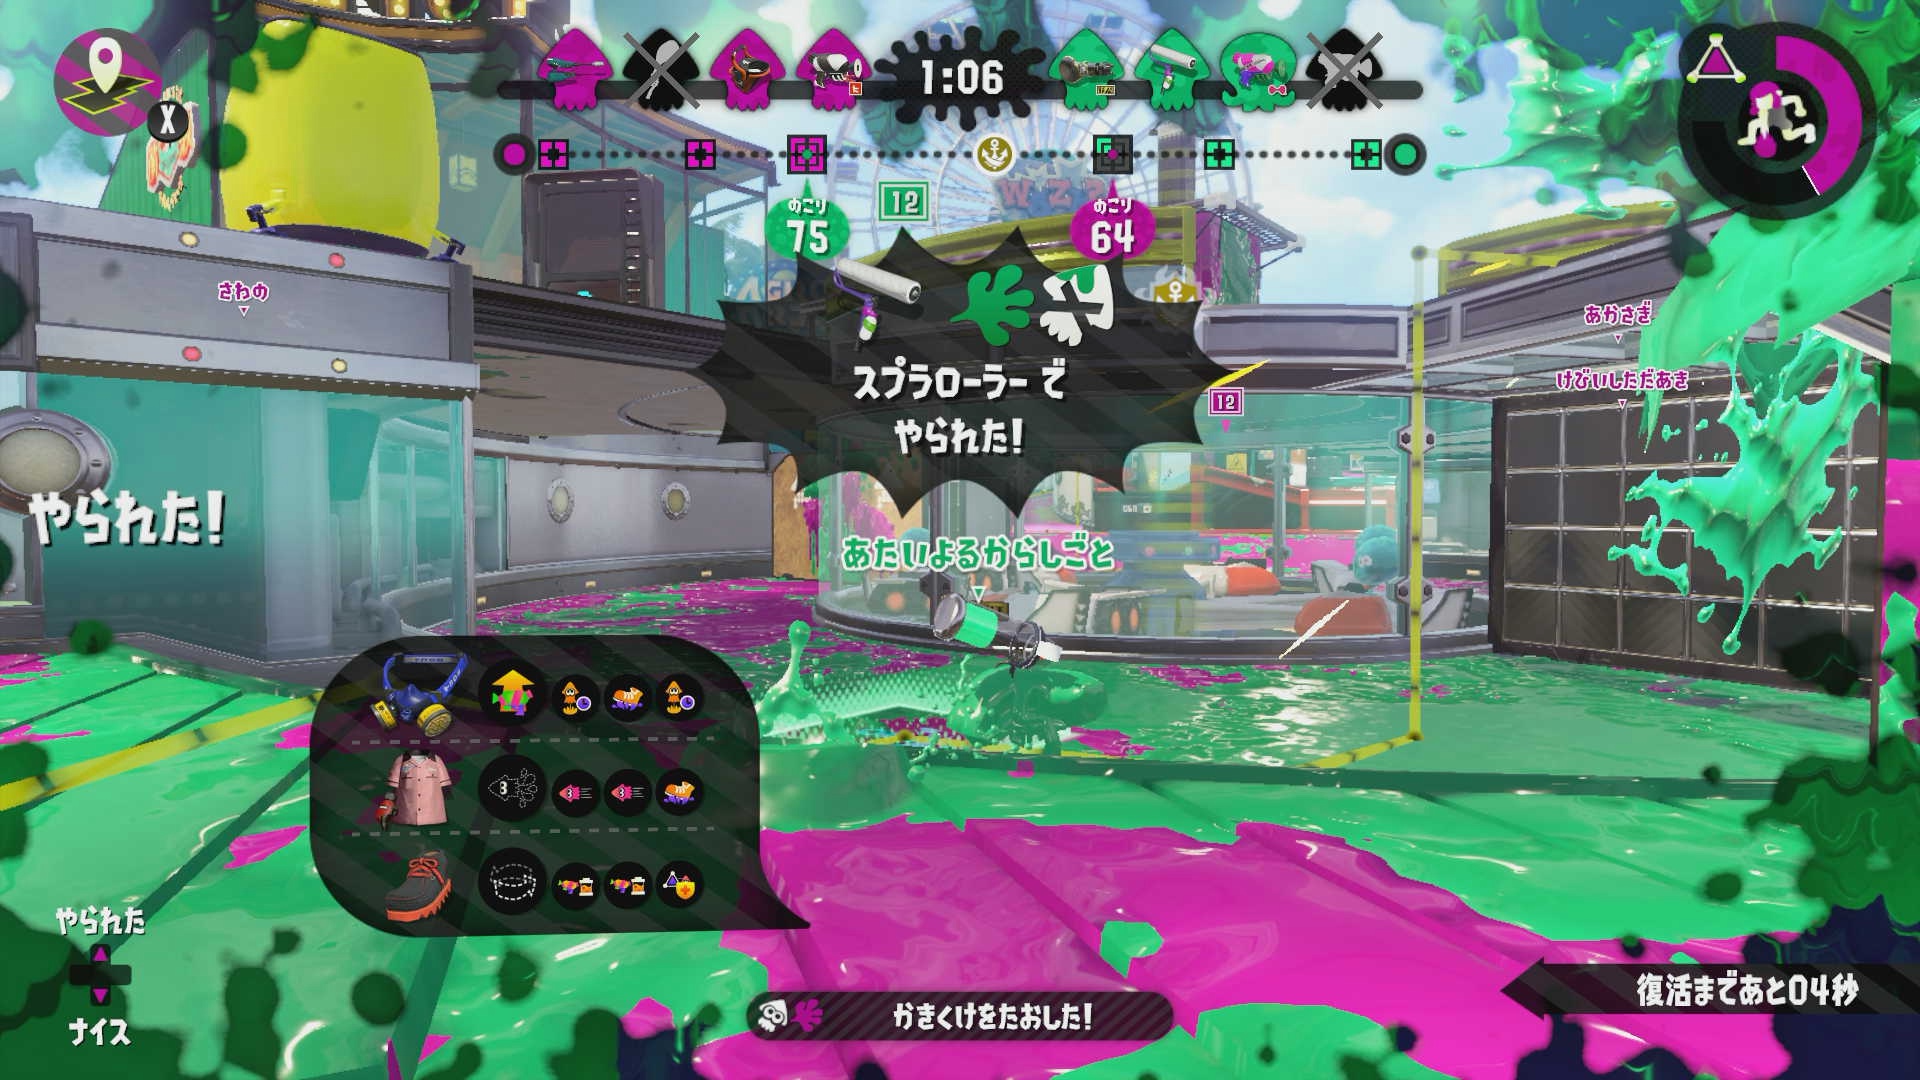 1:06
X
のこり
75
12
のこり
64
さわめ
あかさぎ
けびいしただあき
スプラローラー で
やられた!
12
やられた!
あたいよるからしごと
やられた
ナイス
かきくけをたおした!
復活まであと04秒